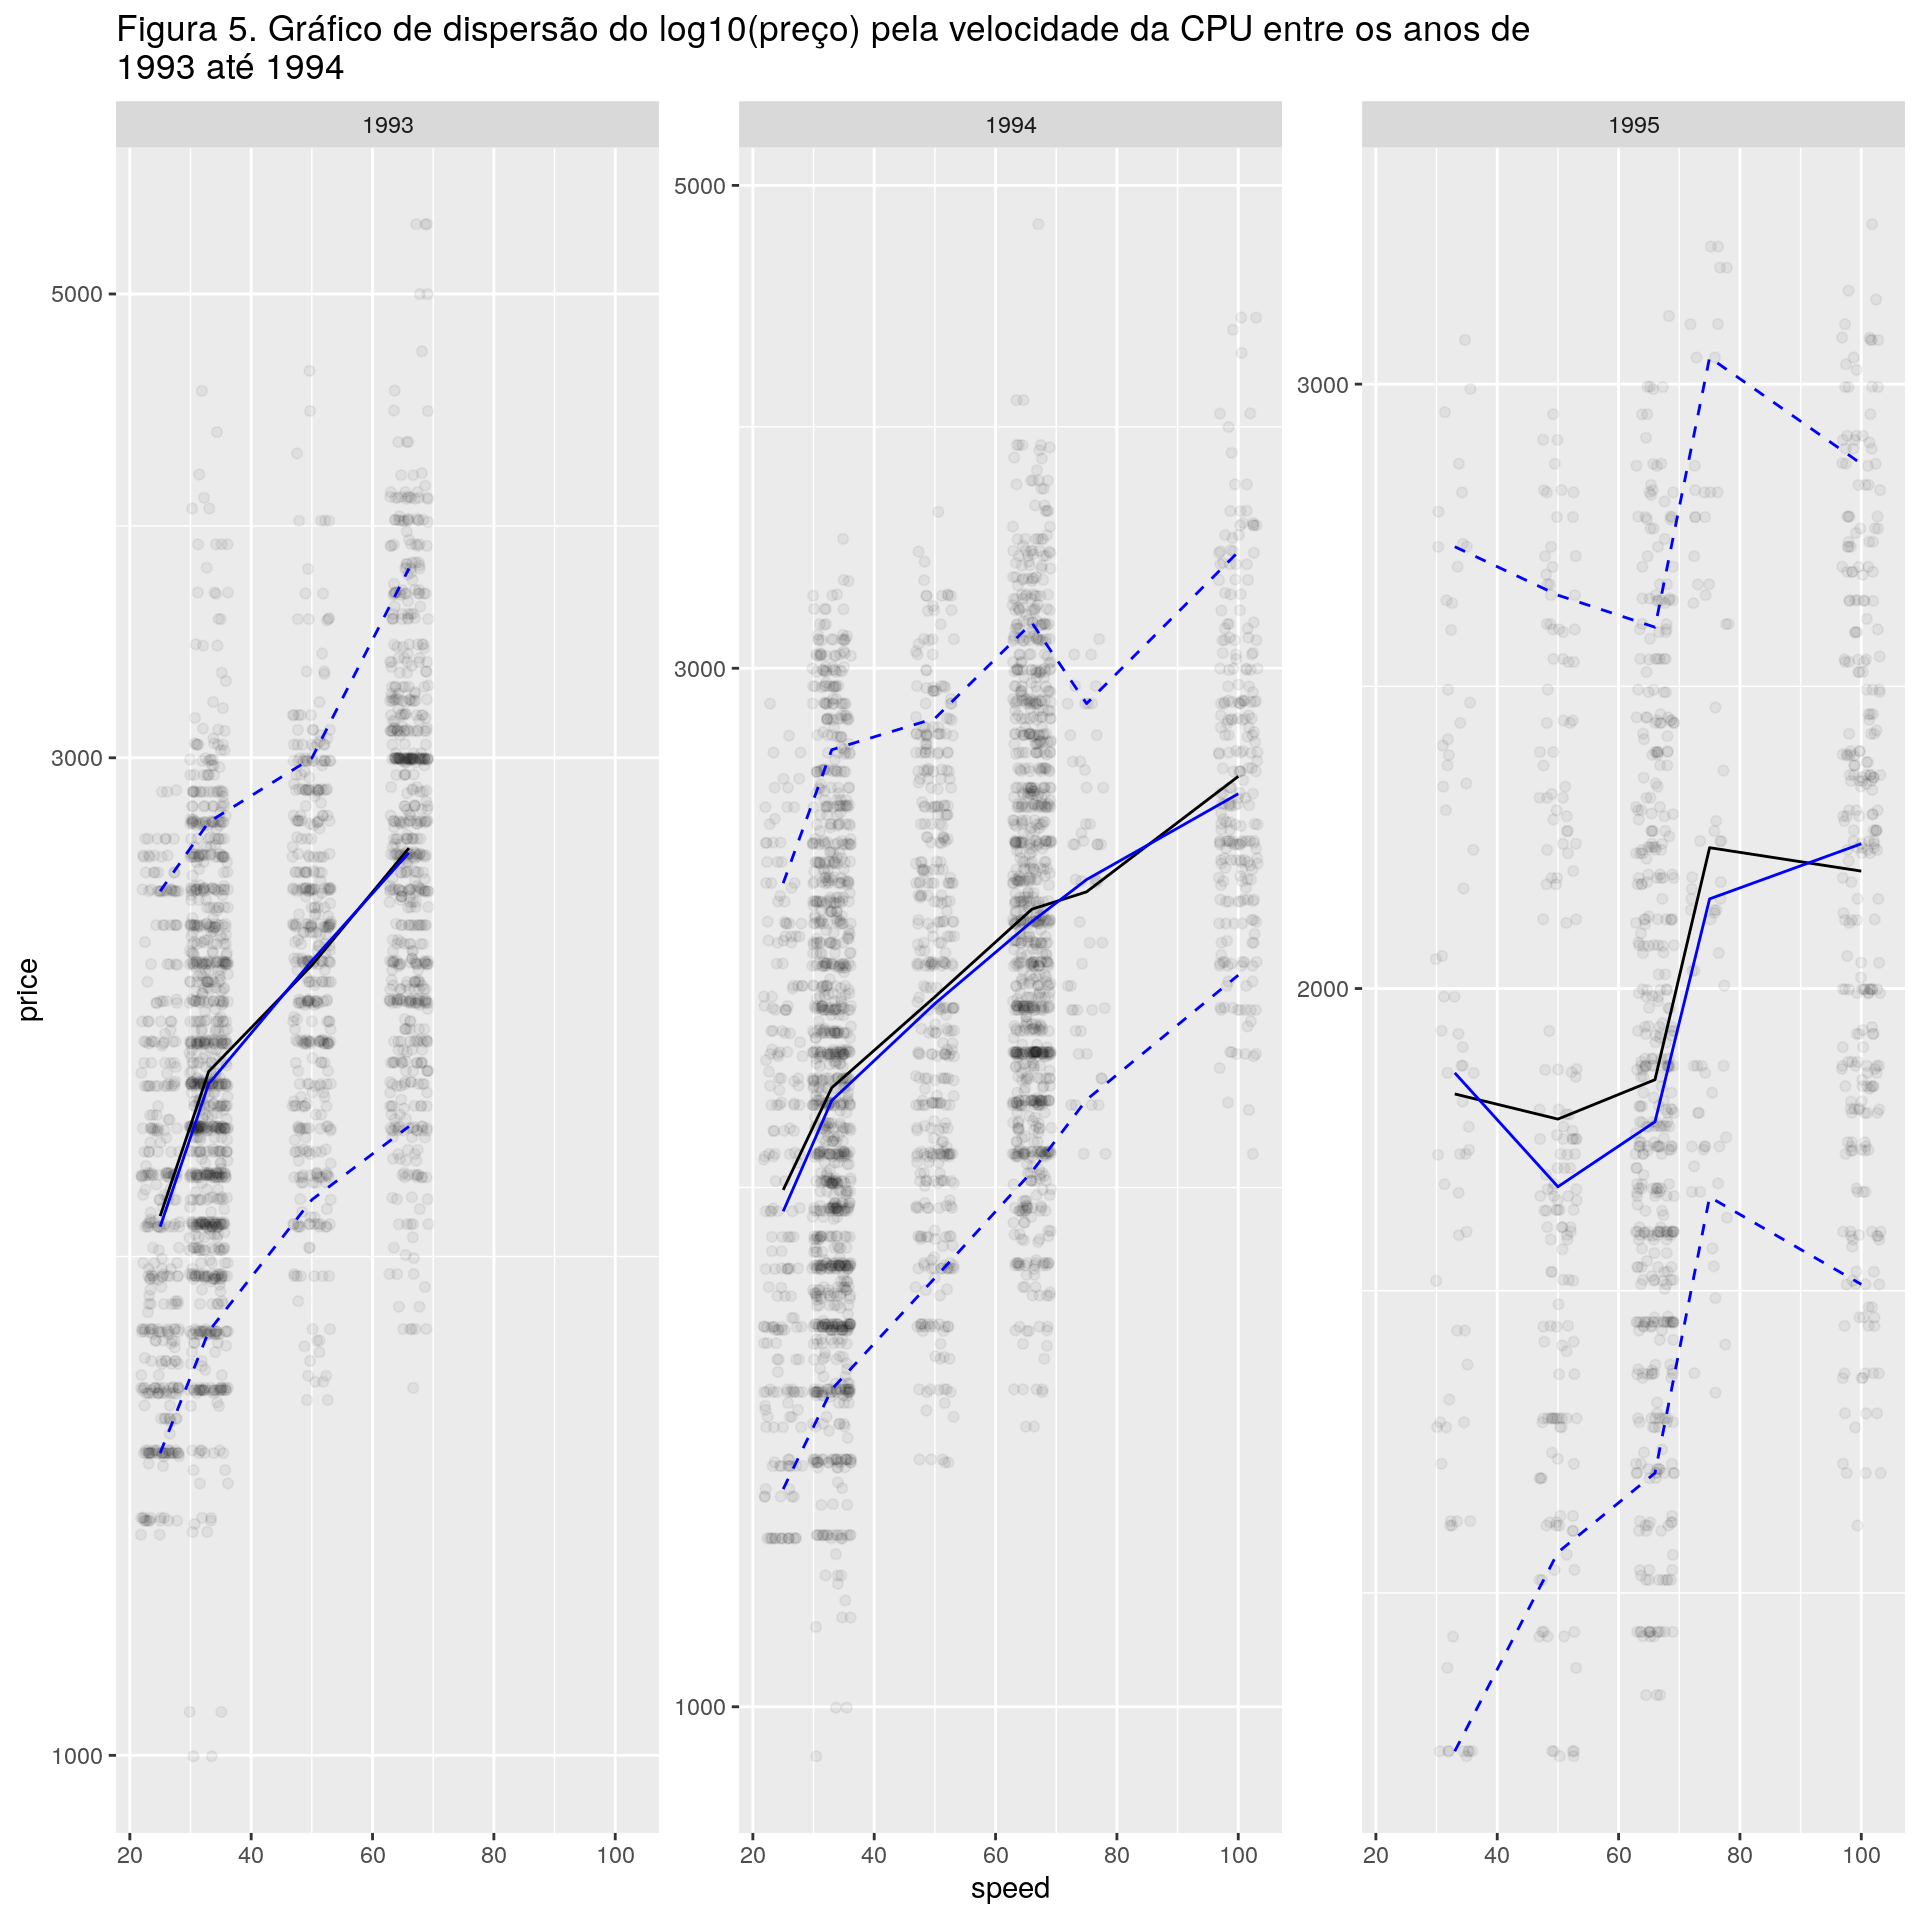 Figura 5. Gráfico de dispersão do log10(preço) pela velocidade da CPU entre os anos de
1993 até 1994
1993
1994
1995
5000
3000
1000
5000
3000
1000
3000
2000
price
20 40 60 80 100
20 40 60 80 100
20 40 60 80 100
speed